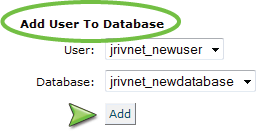 Add User To Database
User: jrivnet_newuser
Database: jrivnet_newdatabase
Add